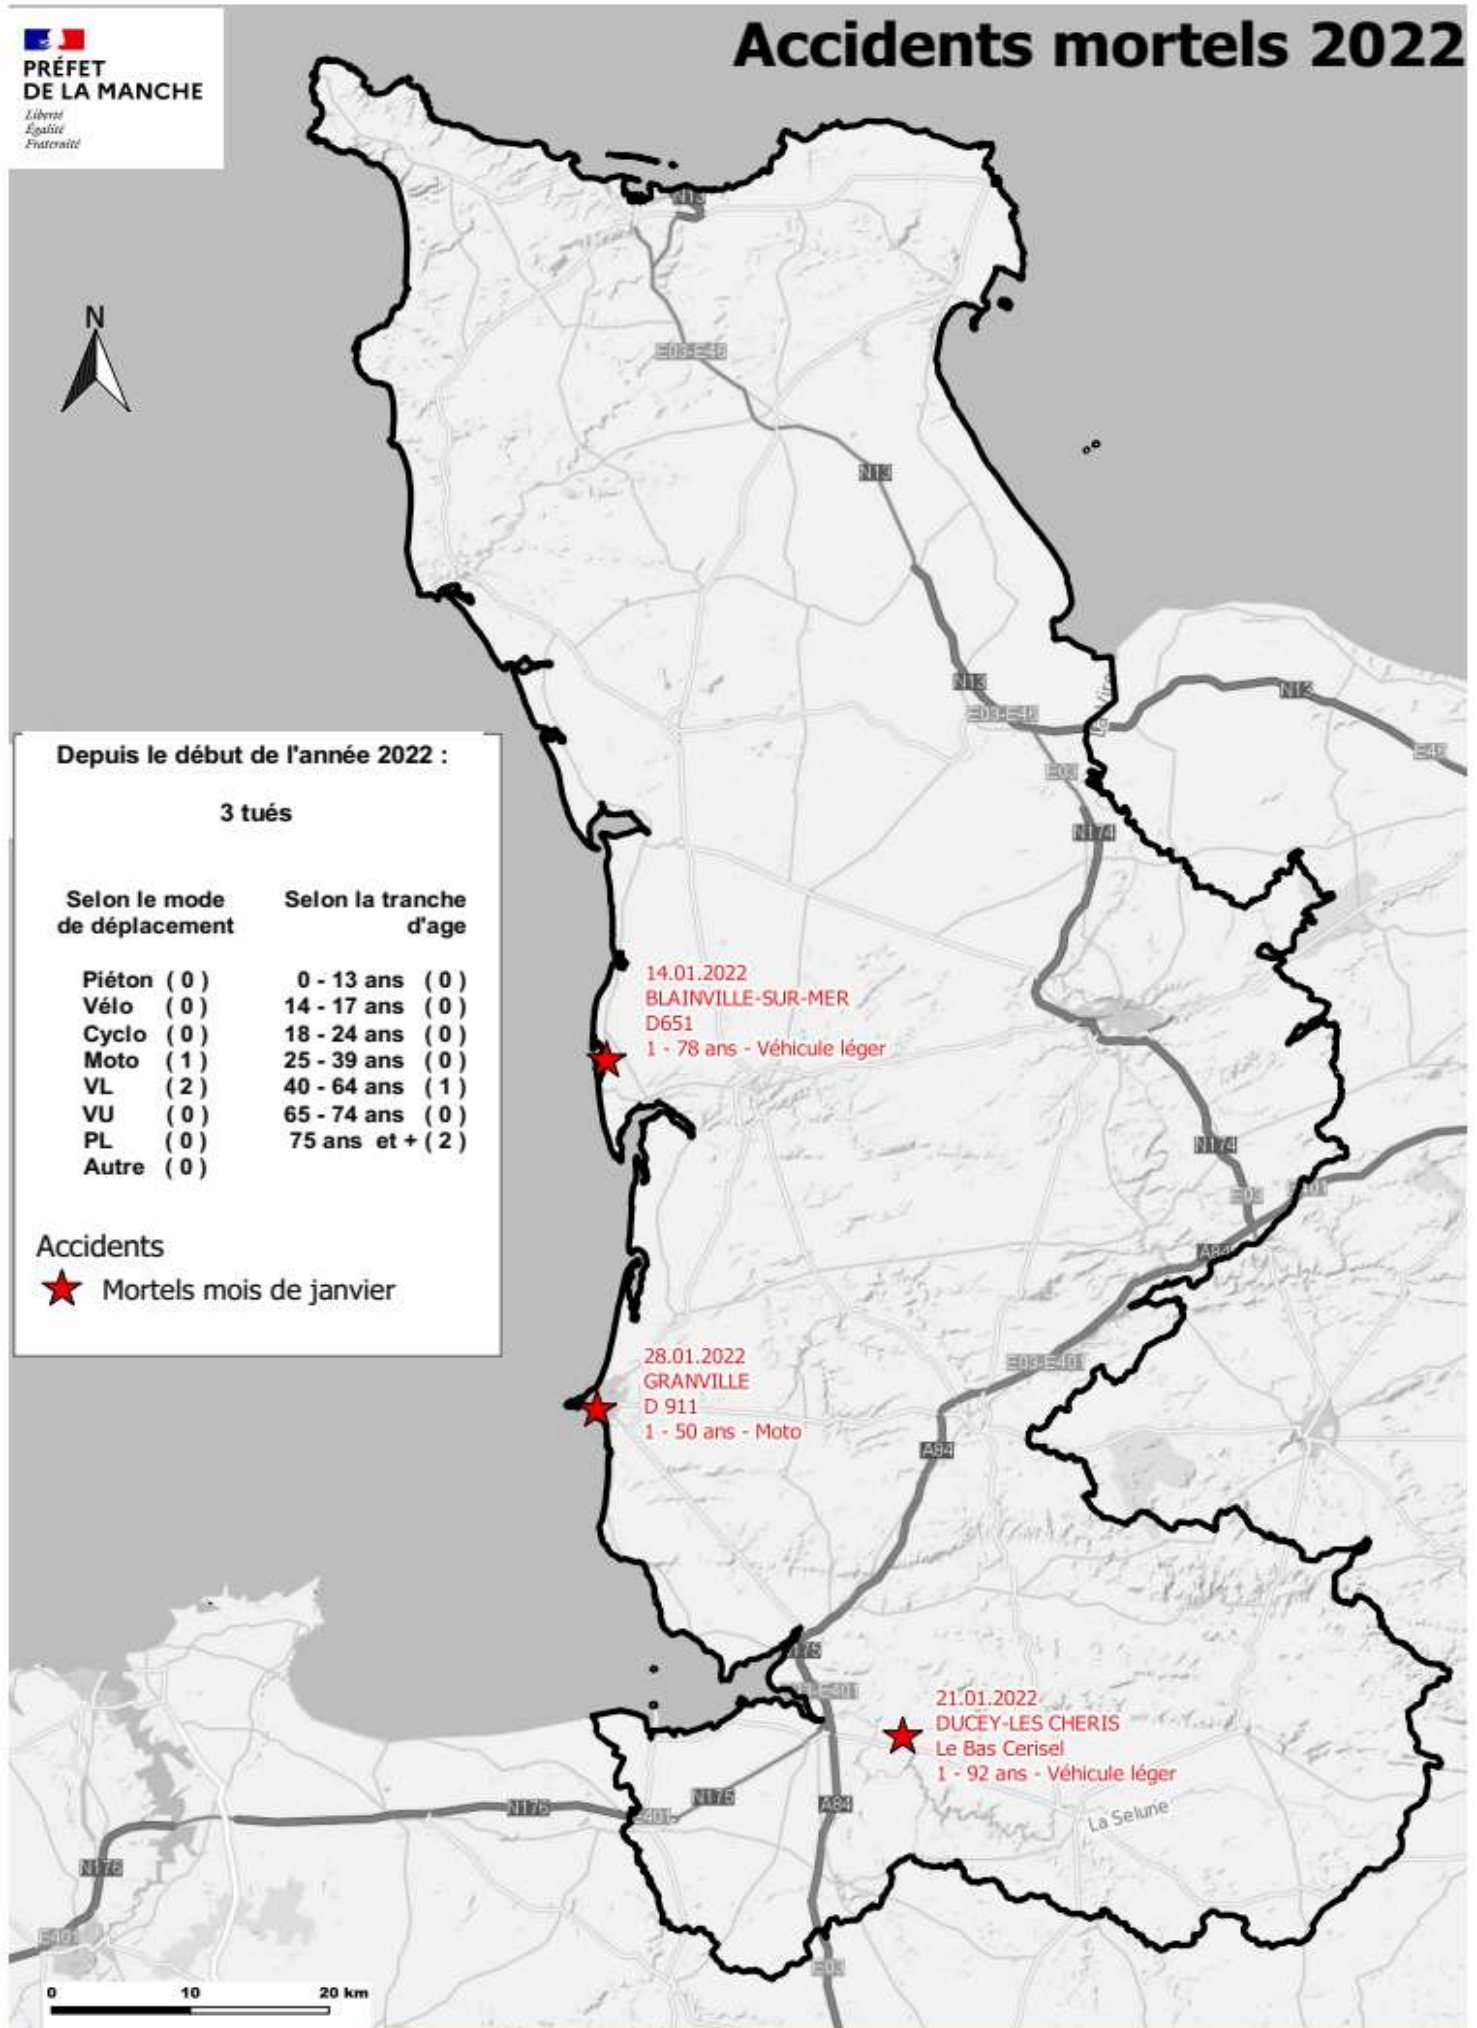 PRÉFET
DE LA MANCHE
Liberté
Égalité
Fraternité
Accidents mortels 2022
N
N13
E03-E46
N13
N13
E03-E46
La Vire
N13
E46
E03
N174
Depuis le début de l'année 2022 :
3 tués
Selon le mode
de déplacement
Selon la tranche
d'age
Piéton ( 0 ) 0 - 13 ans ( 0 )
Vélo ( 0 ) 14 - 17 ans ( 0 )
Cyclo ( 0 ) 18 - 24 ans ( 0 )
Moto ( 1 ) 25 - 39 ans ( 0 )
VL ( 2 ) 40 - 64 ans ( 1 )
VU ( 0 ) 65 - 74 ans ( 0 )
PL ( 0 ) 75 ans et + ( 2 )
Autre ( 0 )
Accidents
Mortels mois de janvier
14.01.2022
BLAINVILLE-SUR-MER
D651
1 - 78 ans - Véhicule léger
N174
E03
E401
A84
E03-E401
28.01.2022
GRANVILLE
D 911
1 - 50 ans - Moto
A84
N175
21.01.2022
DUCEY-LES CHERIS
Le Bas Cerisel
1 - 92 ans - Véhicule léger
La Selune
N175
A84
N176
E401
N176
E401
E03
0 10 20 km